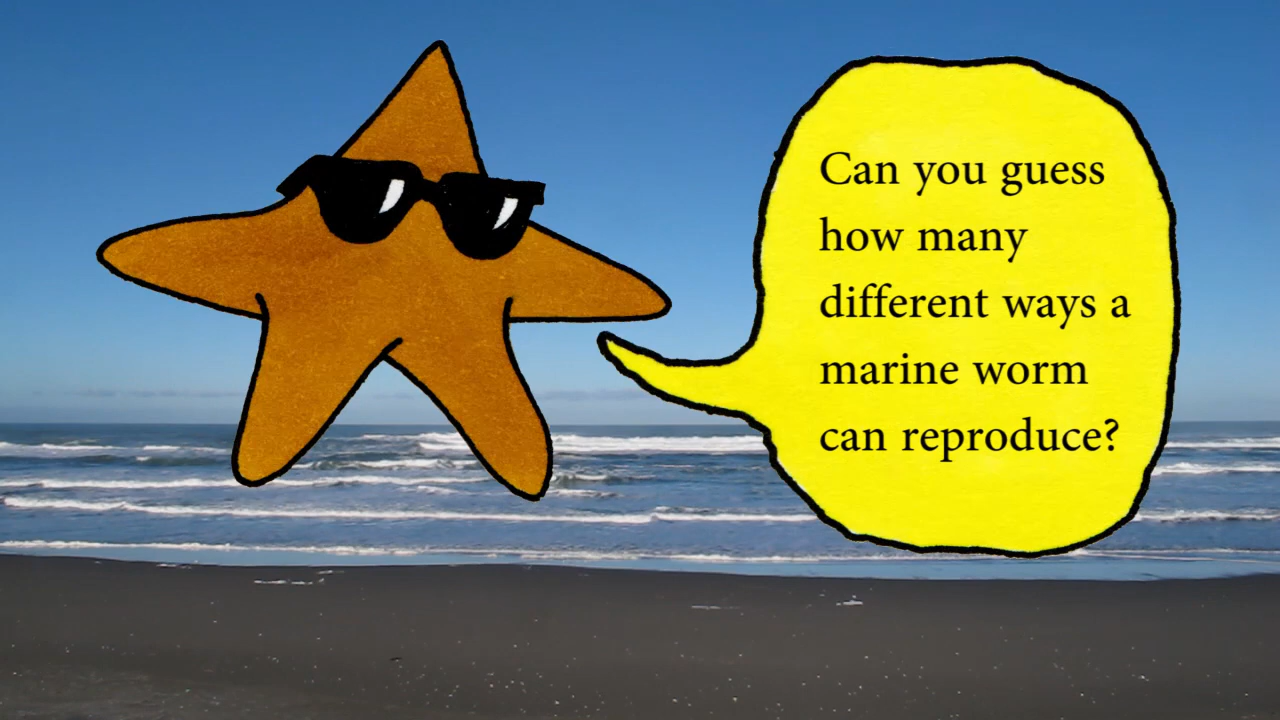 Can you guess
how many
different ways a
marine worm
can reproduce?